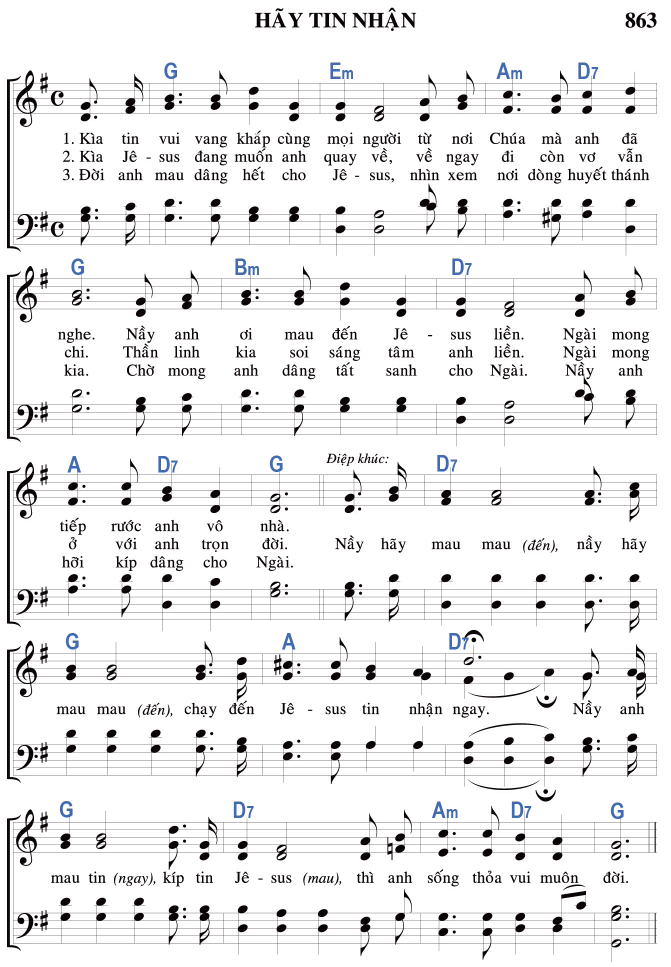 HÃY TIN NHẬN 863
G Em Am D7
1. Kìa tin vui vang khắp cùng mọi người từ nơi Chúa mà anh đã
2. Kìa Jê - sus đang muốn anh quay về, về ngay đi còn vơ vẫn
3. Đời anh mau dâng hết cho Jê - sus, nhìn xem nơi dòng huyết thánh
G Bm D7
nghe. Nầy anh ơi mau đến Jê - sus liền. Ngài mong
chi. Thần linh kia soi sáng tâm anh liền. Ngài mong
kia. Chờ mong anh dâng tất sanh cho Ngài. Nầy anh
A D7 G Điệp khúc: D7
tiếp rước anh vô nhà.
ở với anh trọn đời. Nầy hãy mau mau (đến), nầy hãy
hỡi kíp dâng cho Ngài.
G A D7
mau mau (đến), chạy đến Jê - sus tin nhận ngay. Nầy anh
G D7 Am D7 G
mau tin (ngay), kíp tin Jê - sus (mau), thì anh sống thỏa vui muôn đời.